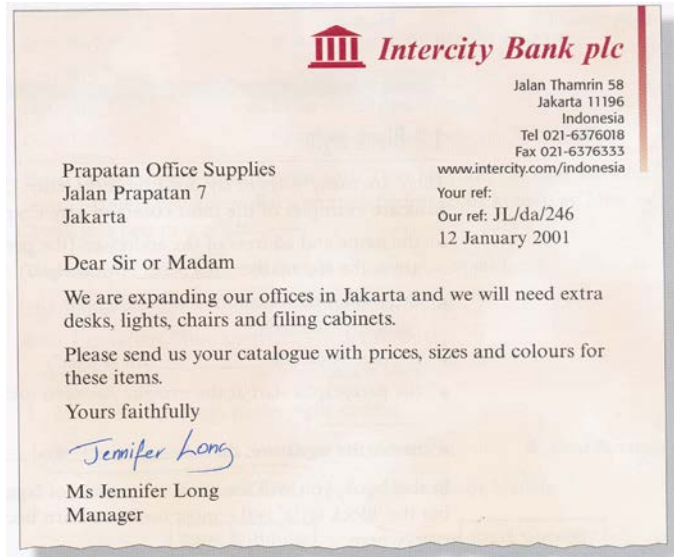 Intercity Bank plc
Jalan Thamrin 58
Jakarta 11196
Indonesia
Tel 021-6376018
Fax 021-6376333
www.intercity.com/indonesia
Prapatan Office Supplies
Jalan Prapatan 7
Jakarta
Your ref:
Our ref: JL/da/246
12 January 2001
Dear Sir or Madam
We are expanding our offices in Jakarta and we will need extra
desks, lights, chairs and filing cabinets.
Please send us your catalogue with prices, sizes and colours for
these items.
Yours faithfully
Jennifer Long
Ms Jennifer Long
Manager